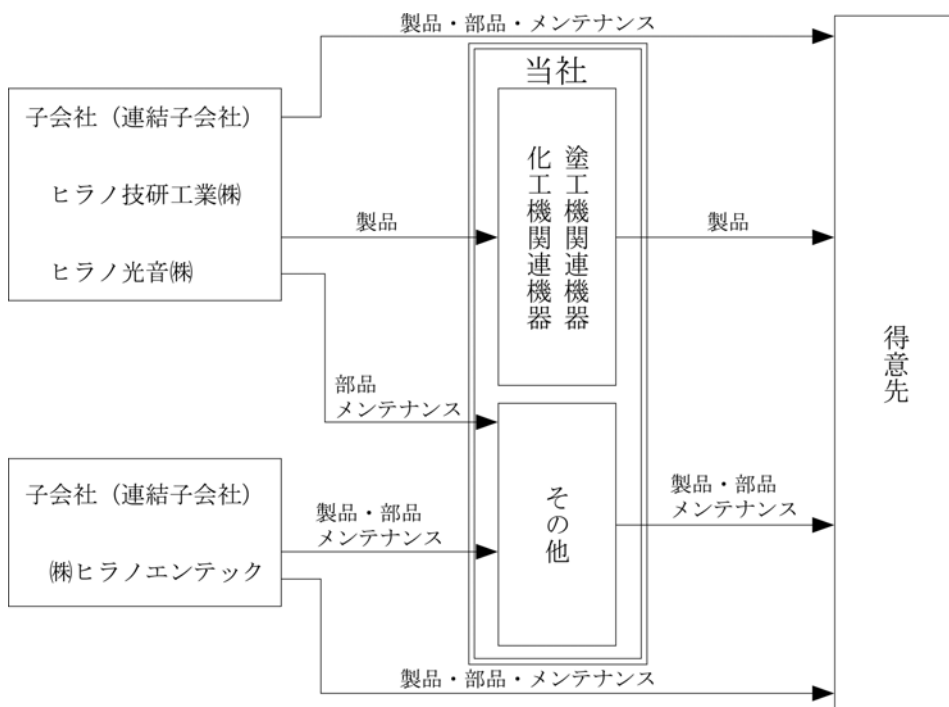 製品・部品・メンテナンス
当社
子会社（連結子会社）
ヒラノ技研工業㈱
ヒラノ光音㈱
製品
塗工機関連機器
化工機関連機器
製品
得意先
部品
メンテナンス
子会社（連結子会社）
㈱ヒラノエンテック
製品・部品
メンテナンス
その他
製品・部品
メンテナンス
製品・部品・メンテナンス